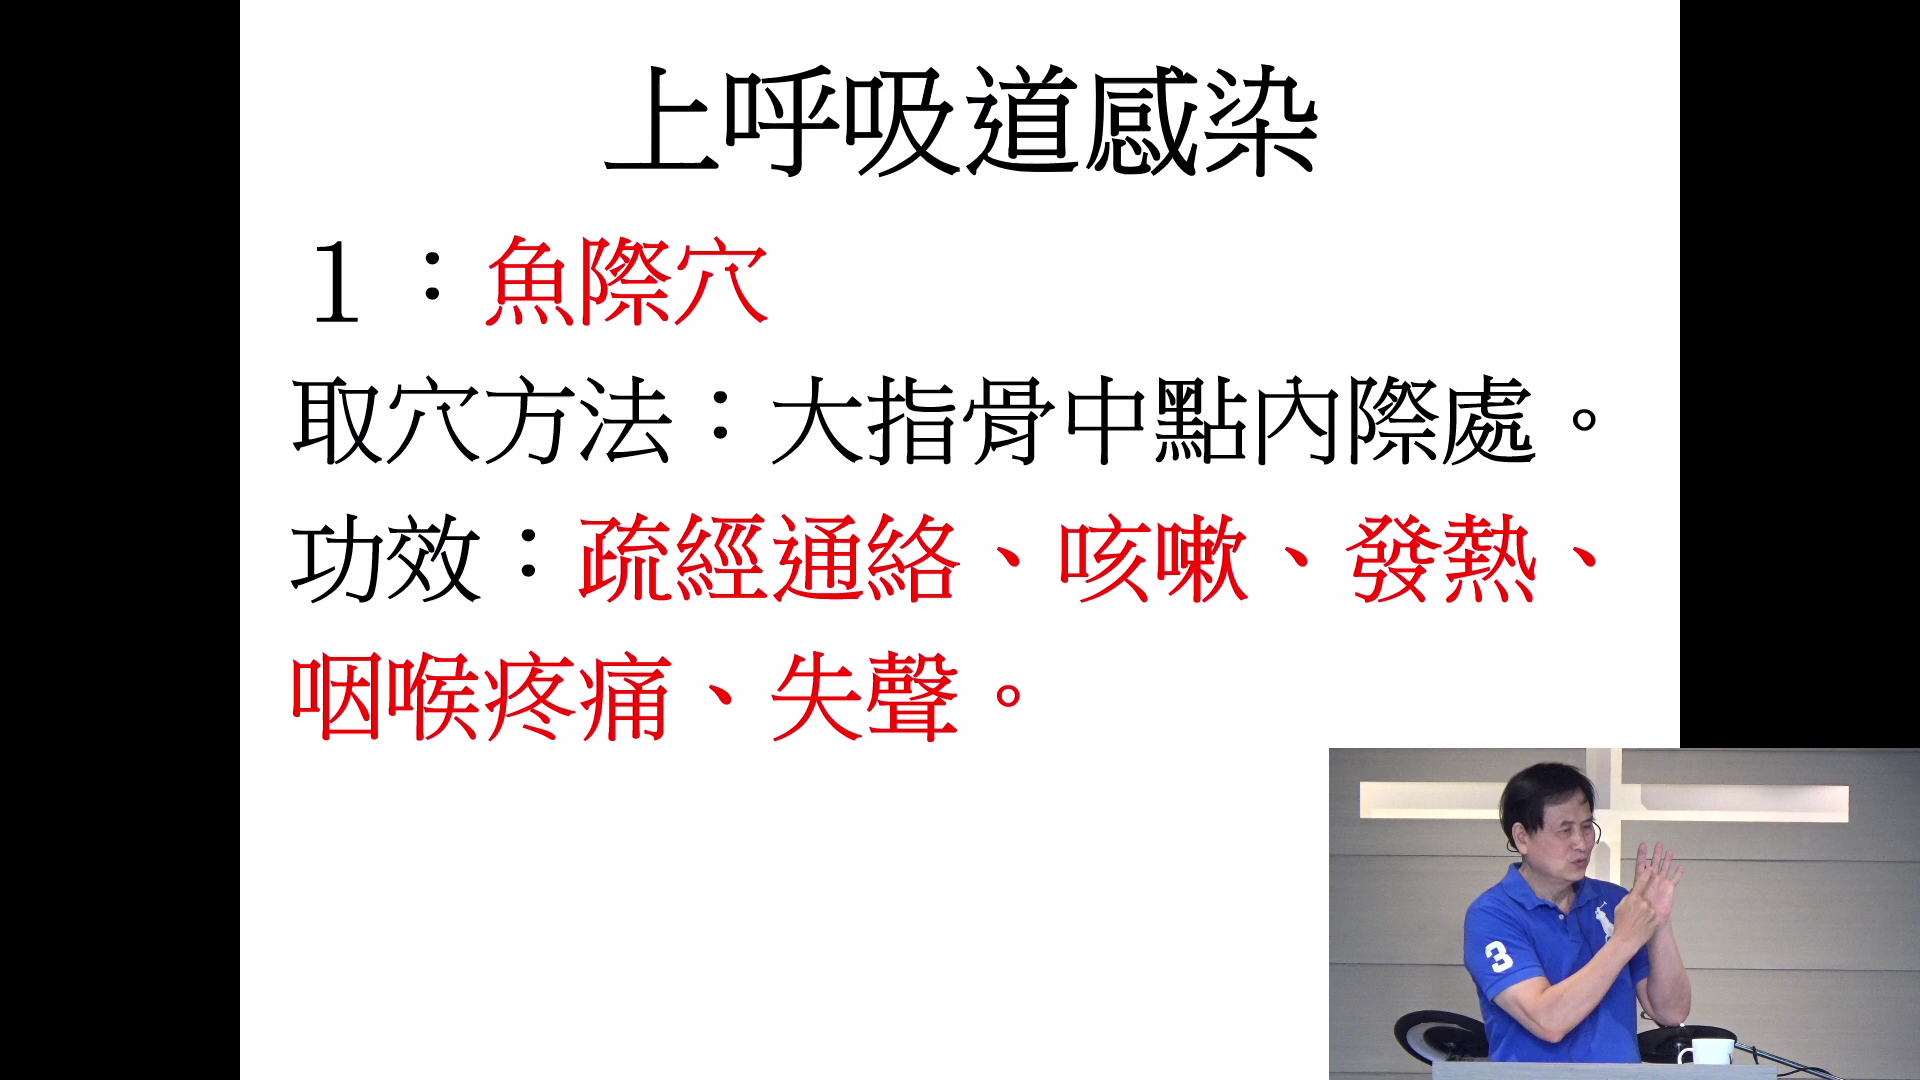 上呼吸道感染
1：魚際穴
取穴方法：大指骨中點內際處。
功效：疏經通絡、咳嗽、發熱、
咽喉疼痛、失聲。
3